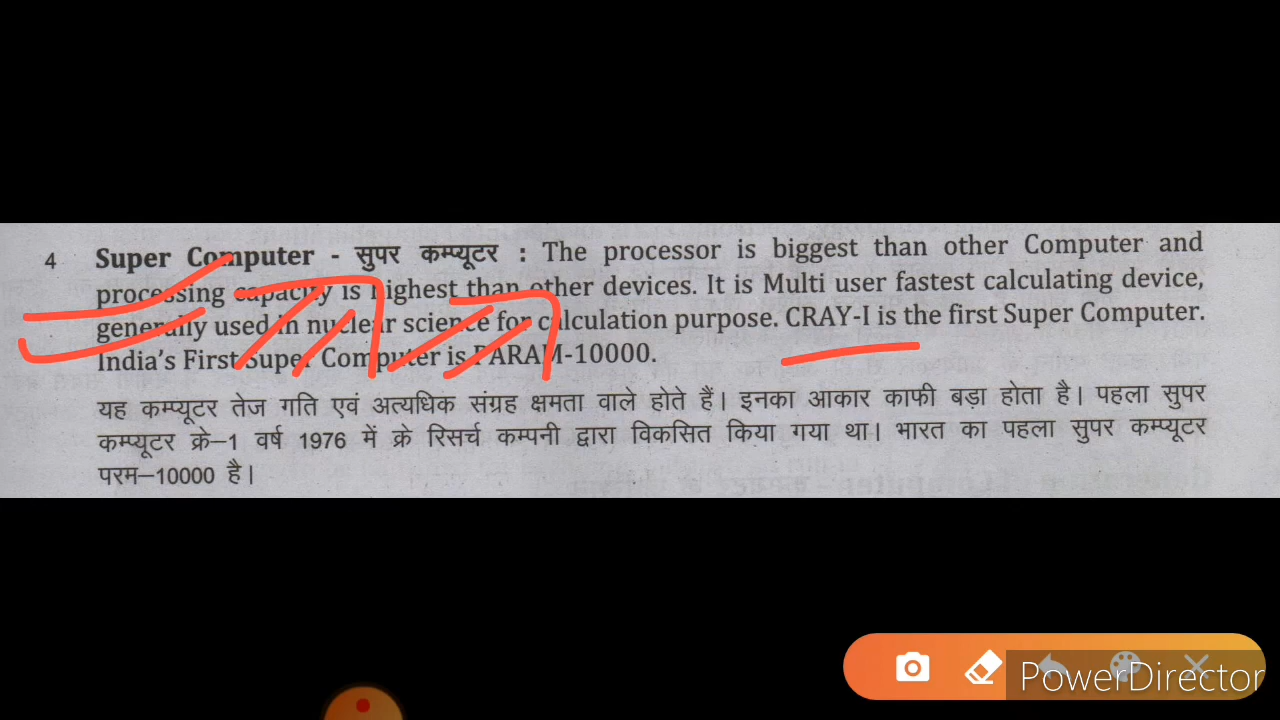 4 Super Computer - सुपर कम्प्यूटर : The processor is biggest than other Computer and
processing capacity is highest than other devices. It is Multi user fastest calculating device,
generally used in nuclear science for calculation purpose. CRAY-I is the first Super Computer.
India's First Super Computer is PARAM-10000.
यह कम्प्यूटर तेज गति एवं अत्यधिक संग्रह क्षमता वाले होते हैं। इनका आकार काफी बड़ा होता है। पहला सुपर
कम्प्यूटर क्रे–1 वर्ष 1976 में क्रे रिसर्च कम्पनी द्वारा विकसित किया गया था। भारत का पहला सुपर कम्प्यूटर
परम–10000 है।
PowerDirector